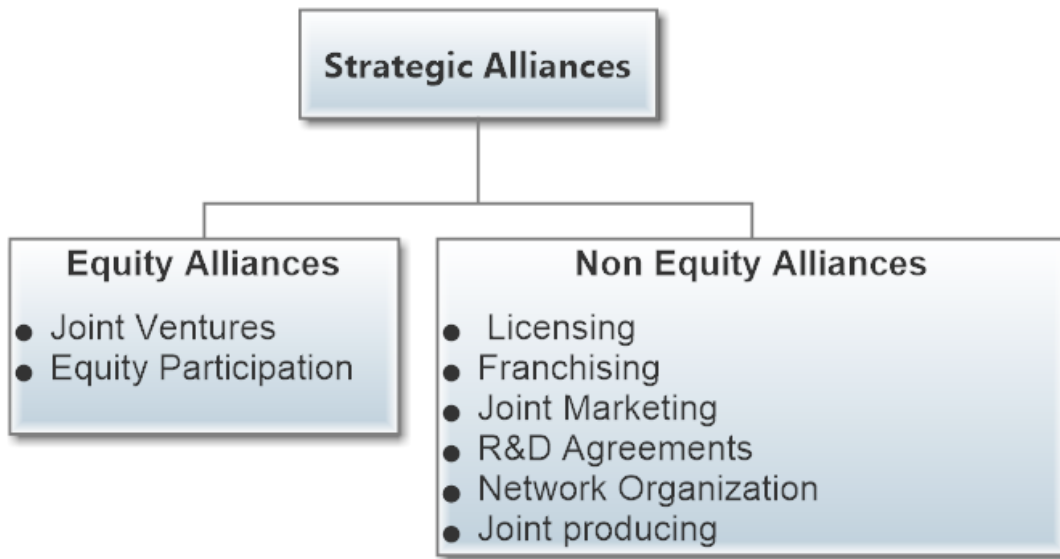 Strategic Alliances
Equity Alliances
● Joint Ventures
● Equity Participation
Non Equity Alliances
● Licensing
● Franchising
● Joint Marketing
● R&D Agreements
● Network Organization
● Joint producing